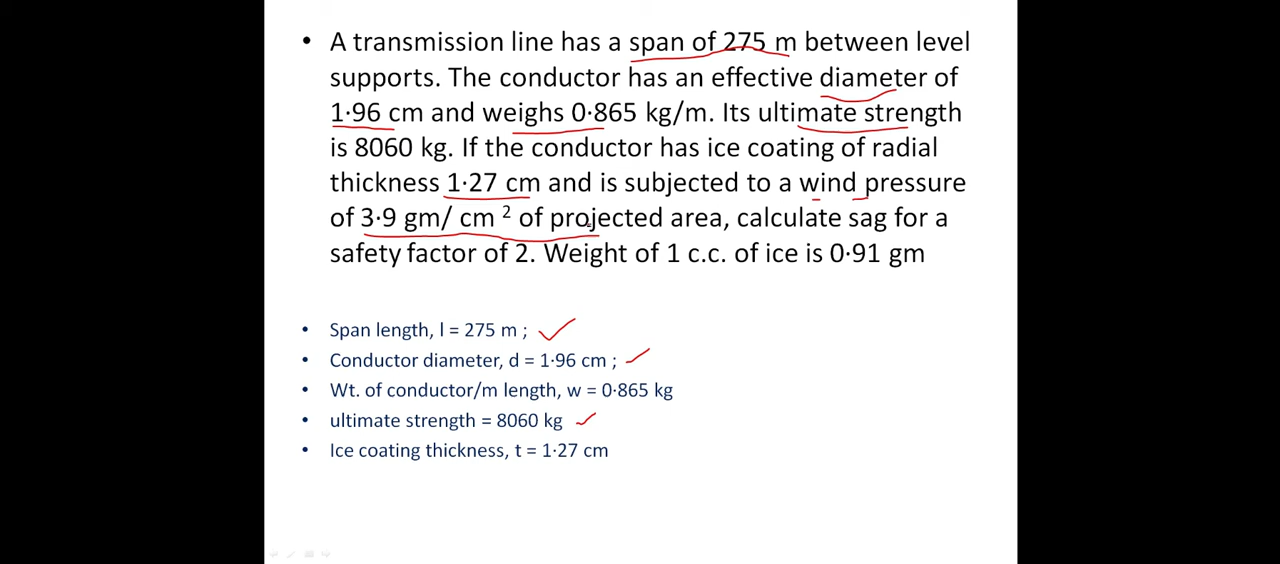 • A transmission line has a span of 275 m between level
supports. The conductor has an effective diameter of
1·96 cm and weighs 0·865 kg/m. Its ultimate strength
is 8060 kg. If the conductor has ice coating of radial
thickness 1·27 cm and is subjected to a wind pressure
of 3·9 gm/ cm ² of projected area, calculate sag for a
safety factor of 2. Weight of 1 c.c. of ice is 0·91 gm
• Span length, l = 275 m ;
• Conductor diameter, d = 1·96 cm ;
• Wt. of conductor/m length, w = 0·865 kg
• ultimate strength = 8060 kg
• Ice coating thickness, t = 1·27 cm